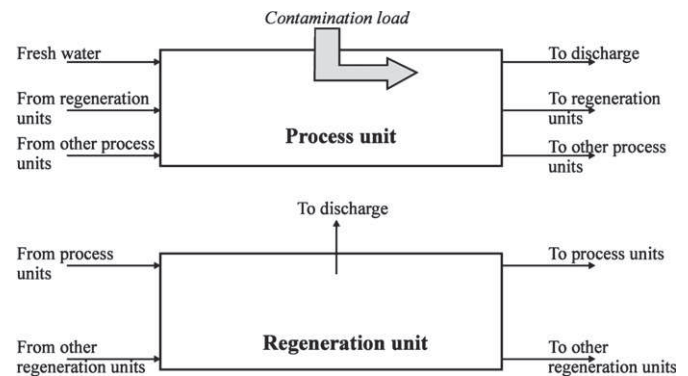 Contamination load
Fresh water
To discharge
From regeneration
units
To regeneration
units
Process unit
From other process
units
To other process
units
To discharge
From process
units
To process units
Regeneration unit
From other
regeneration units
To other
regeneration units